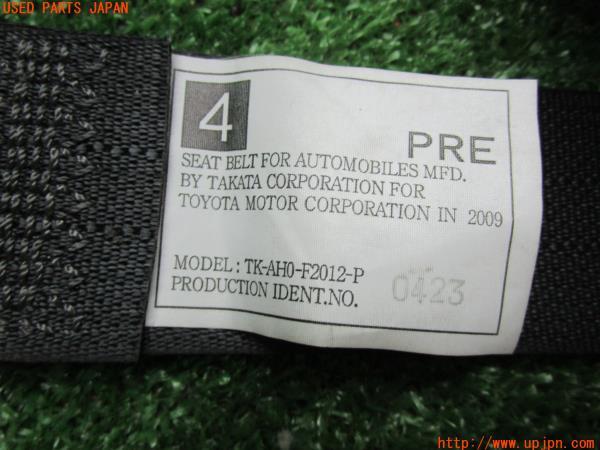 USED PARTS JAPAN
4
PRE
SEAT BELT FOR AUTOMOBILES MFD.
BY TAKATA CORPORATION FOR
TOYOTA MOTOR CORPORATION IN 2009
MODEL: TK-AH0-F2012-P
PRODUCTION IDENT.NO. 0423
http://www.upjpn.com/